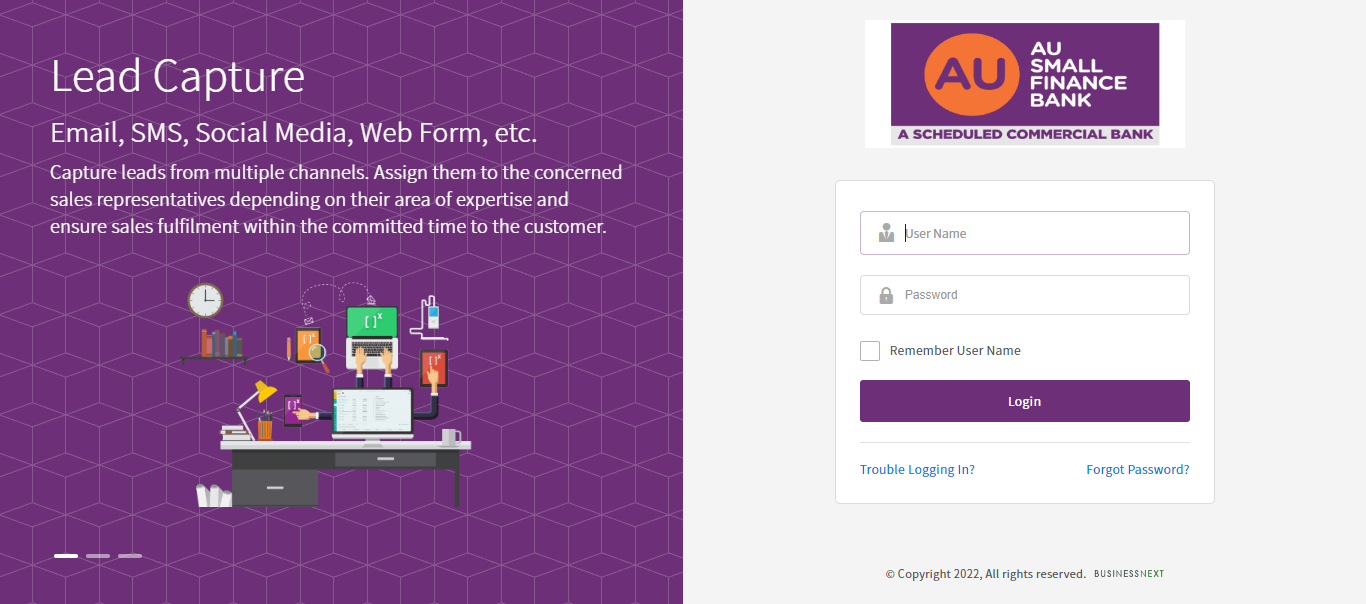 Lead Capture
Email, SMS, Social Media, Web Form, etc.
Capture leads from multiple channels. Assign them to the concerned
sales representatives depending on their area of expertise and
ensure sales fulfilment within the committed time to the customer.
[ ]x
[ ]x
[ ]x
[ ]x
AU
AU
SMALL
FINANCE
BANK
A SCHEDULED COMMERCIAL BANK
User Name
Password
Remember User Name
Login
Trouble Logging In?
Forgot Password?
© Copyright 2022, All rights reserved. BUSINESSNEXT